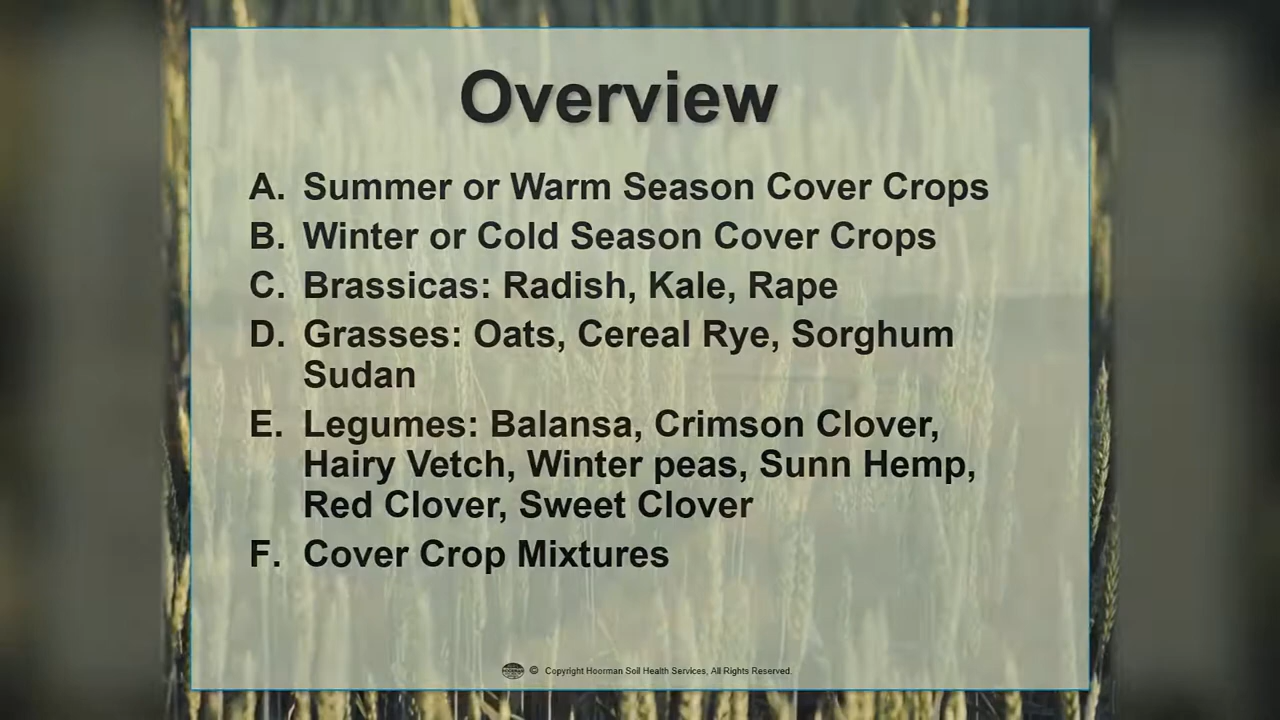 Overview
A. Summer or Warm Season Cover Crops
B. Winter or Cold Season Cover Crops
C. Brassicas: Radish, Kale, Rape
D. Grasses: Oats, Cereal Rye, Sorghum
Sudan
E. Legumes: Balansa, Crimson Clover,
Hairy Vetch, Winter peas, Sunn Hemp,
Red Clover, Sweet Clover
F. Cover Crop Mixtures
© Copyright Hoorman Soil Health Services, All Rights Reserved.